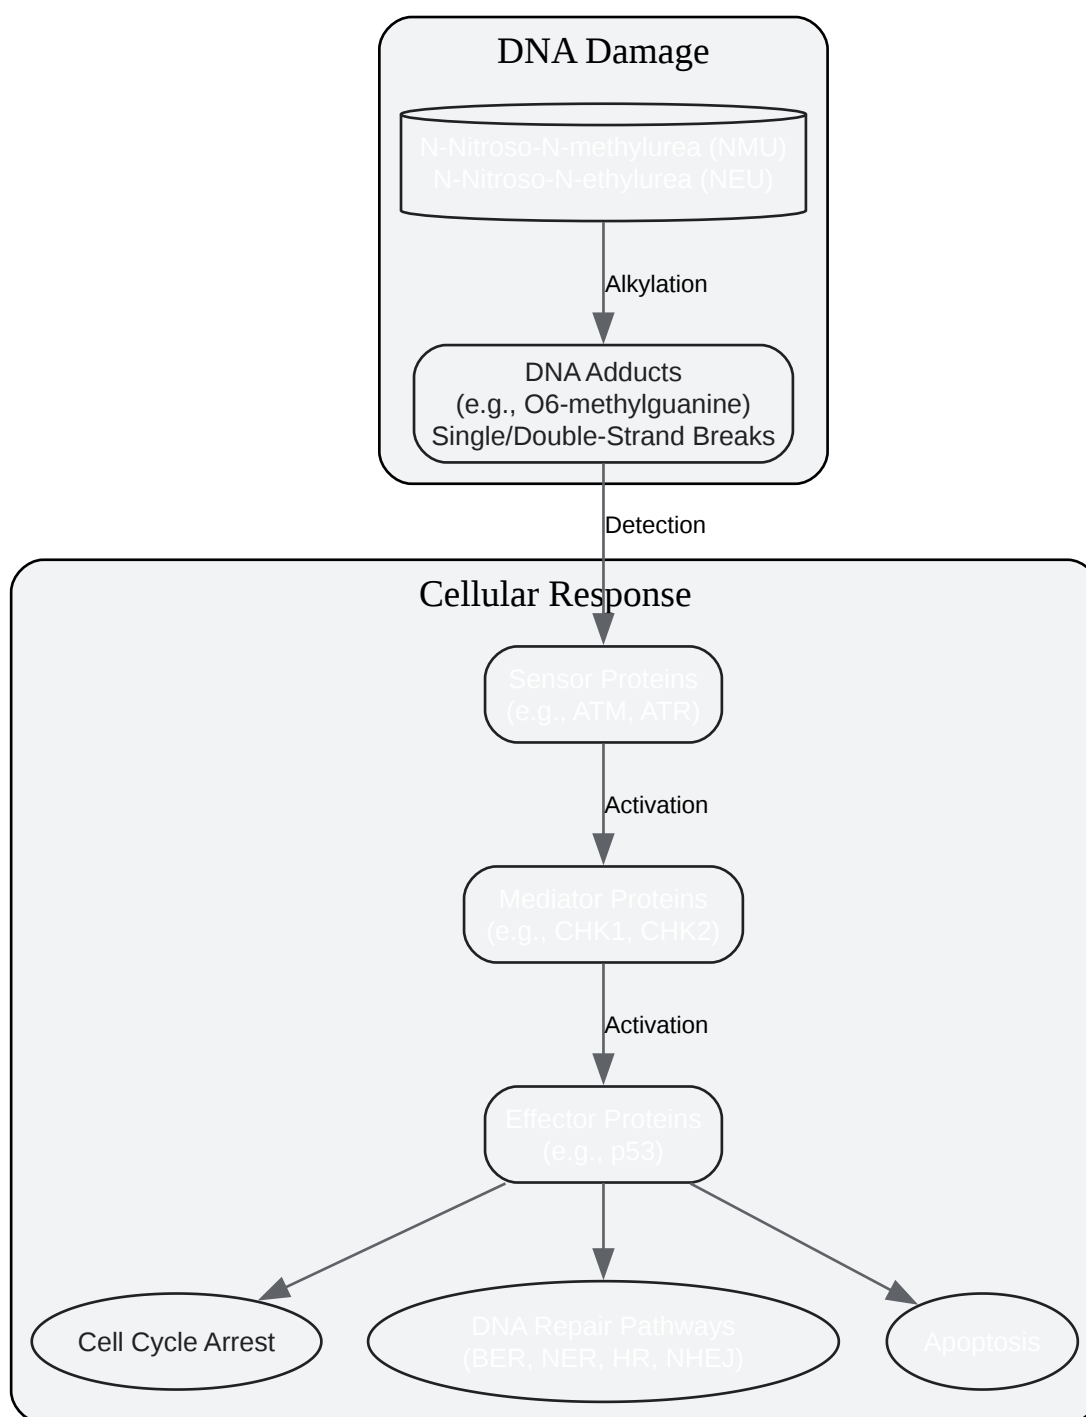 DNA Damage
N-Nitroso-N-methylurea (NMU)
N-Nitroso-N-ethylurea (NEU)
Alkylation
DNA Adducts
(e.g., O6-methylguanine)
Single/Double-Strand Breaks
Detection
Cellular Response
Sensor Proteins
(e.g., ATM, ATR)
Activation
Mediator Proteins
(e.g., CHK1, CHK2)
Activation
Effector Proteins
(e.g., p53)
Cell Cycle Arrest
DNA Repair Pathways
(BER, NER, HR, NHEJ)
Apoptosis